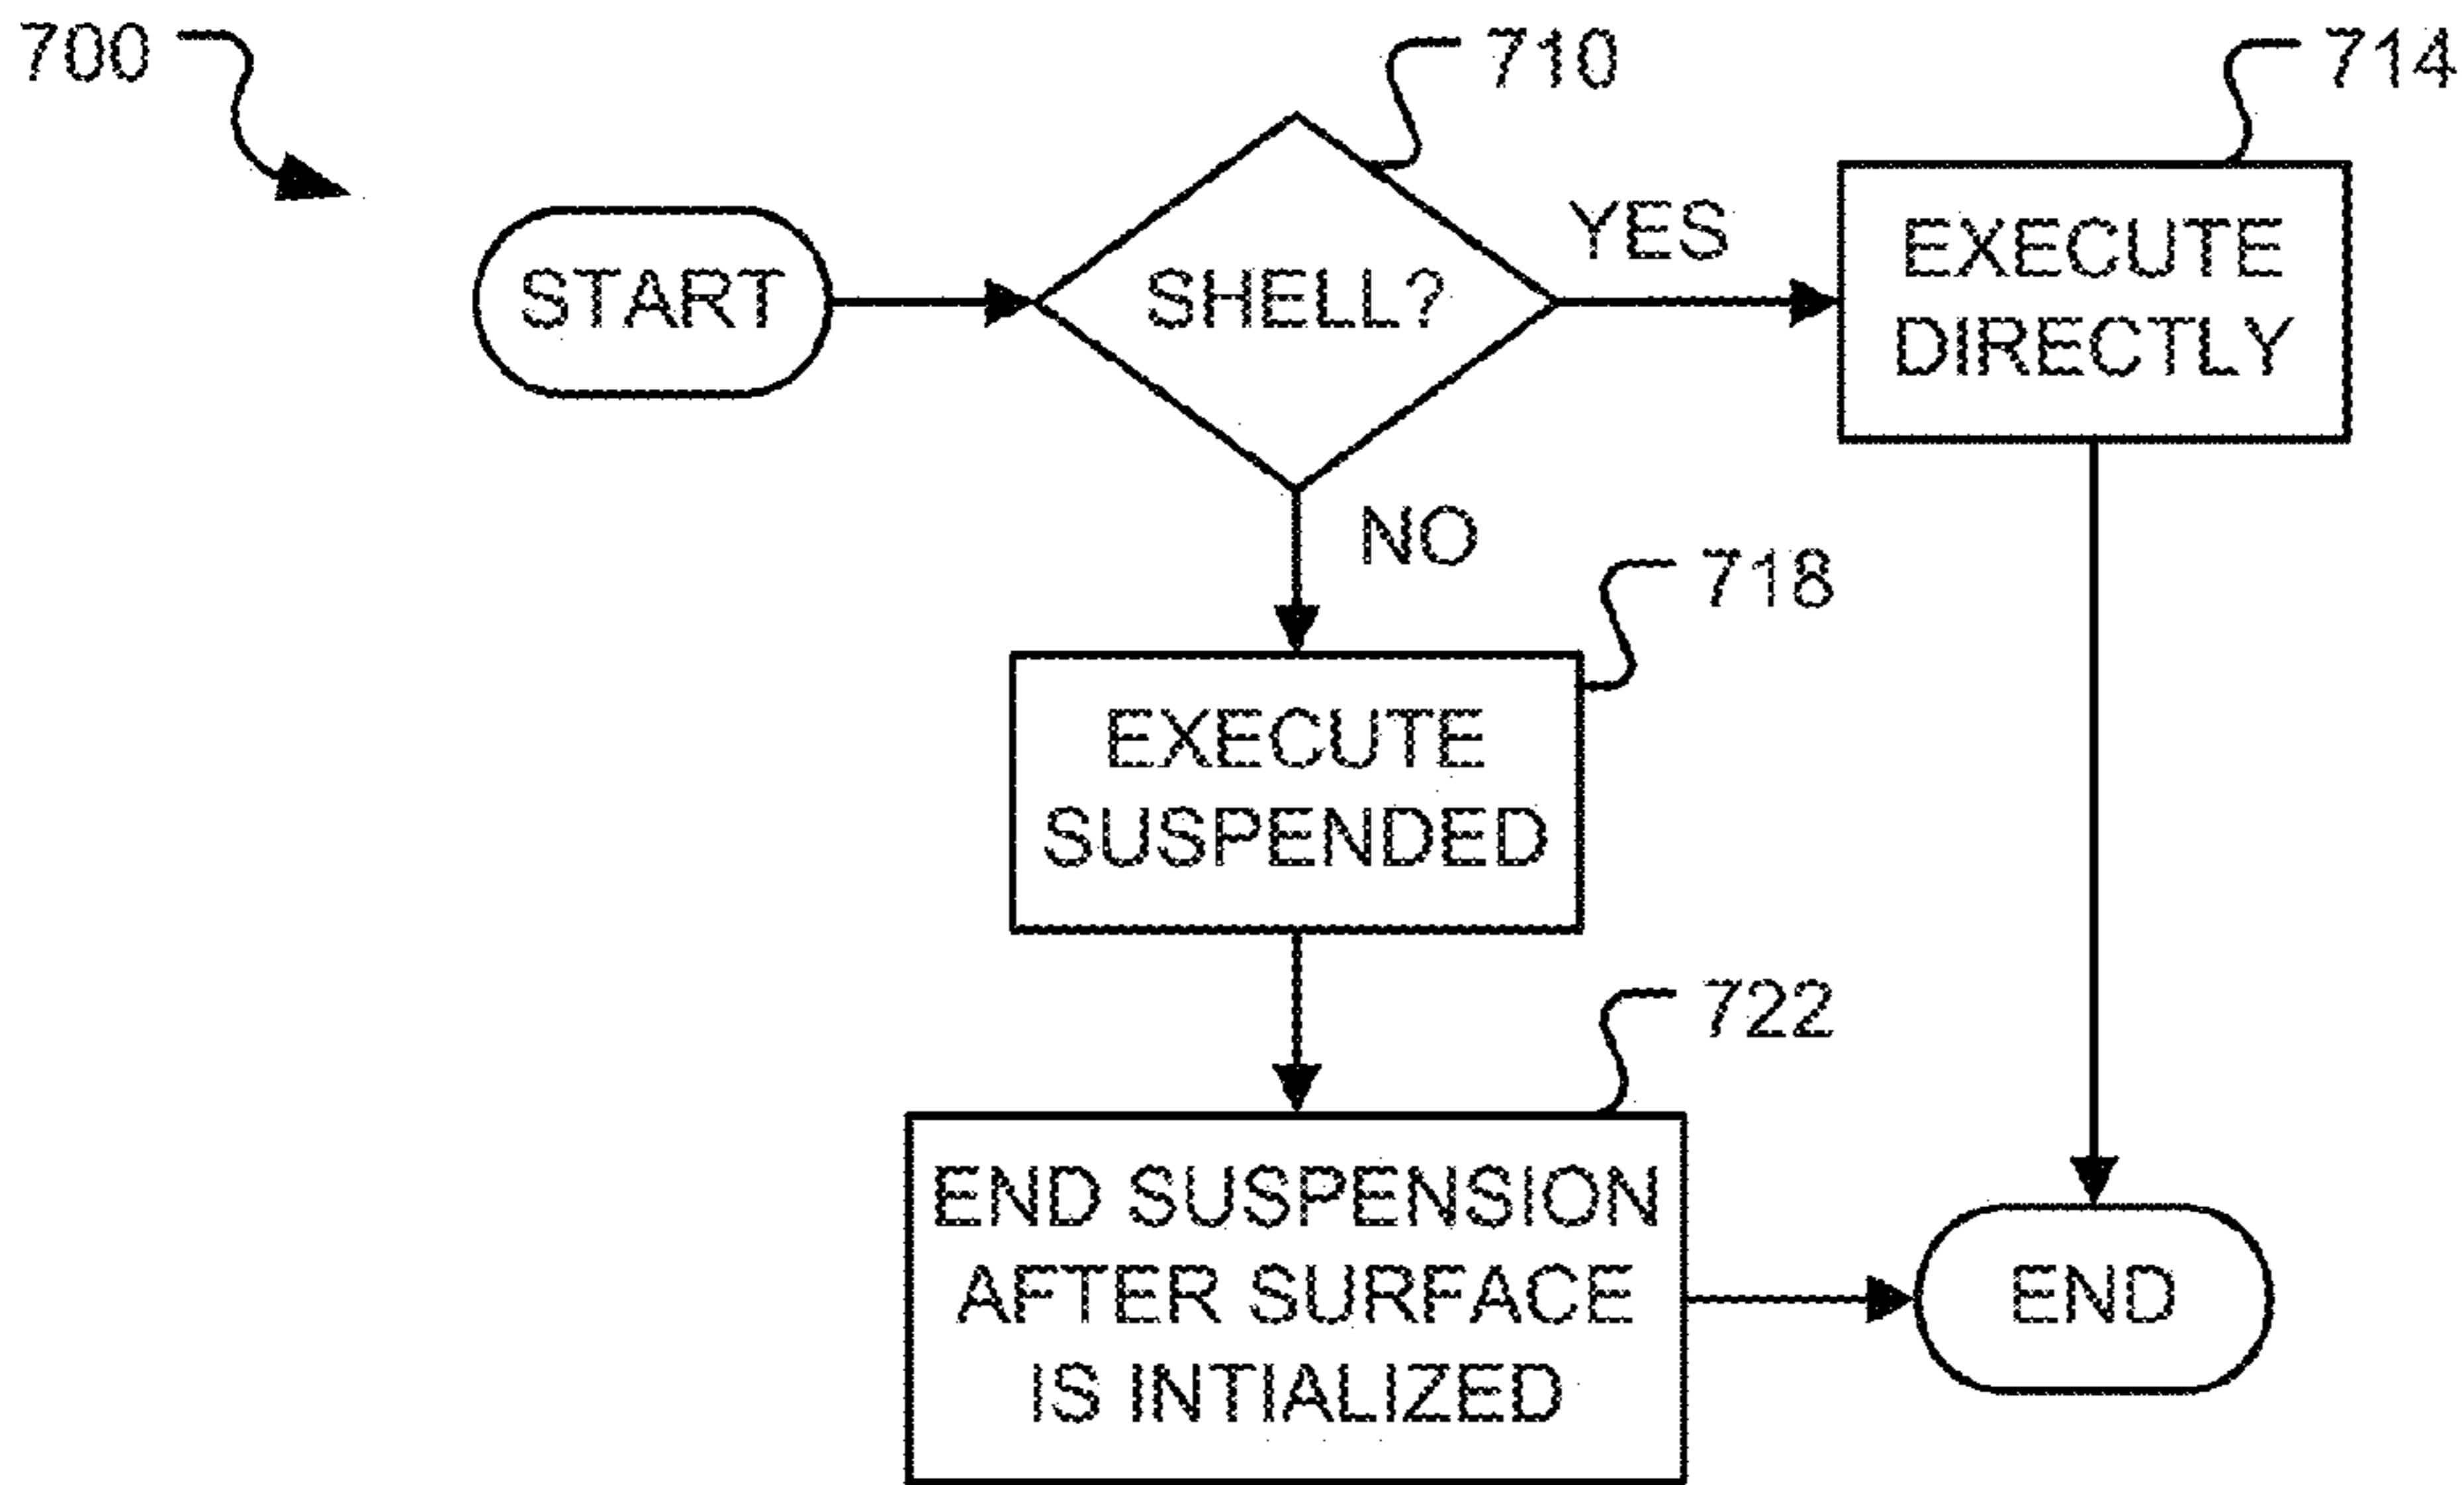 700
710
714
START
SHELL?
YES
EXECUTE
DIRECTLY
NO
718
EXECUTE
SUSPENDED
722
END SUSPENSION
AFTER SURFACE
IS INTIALIZED
END